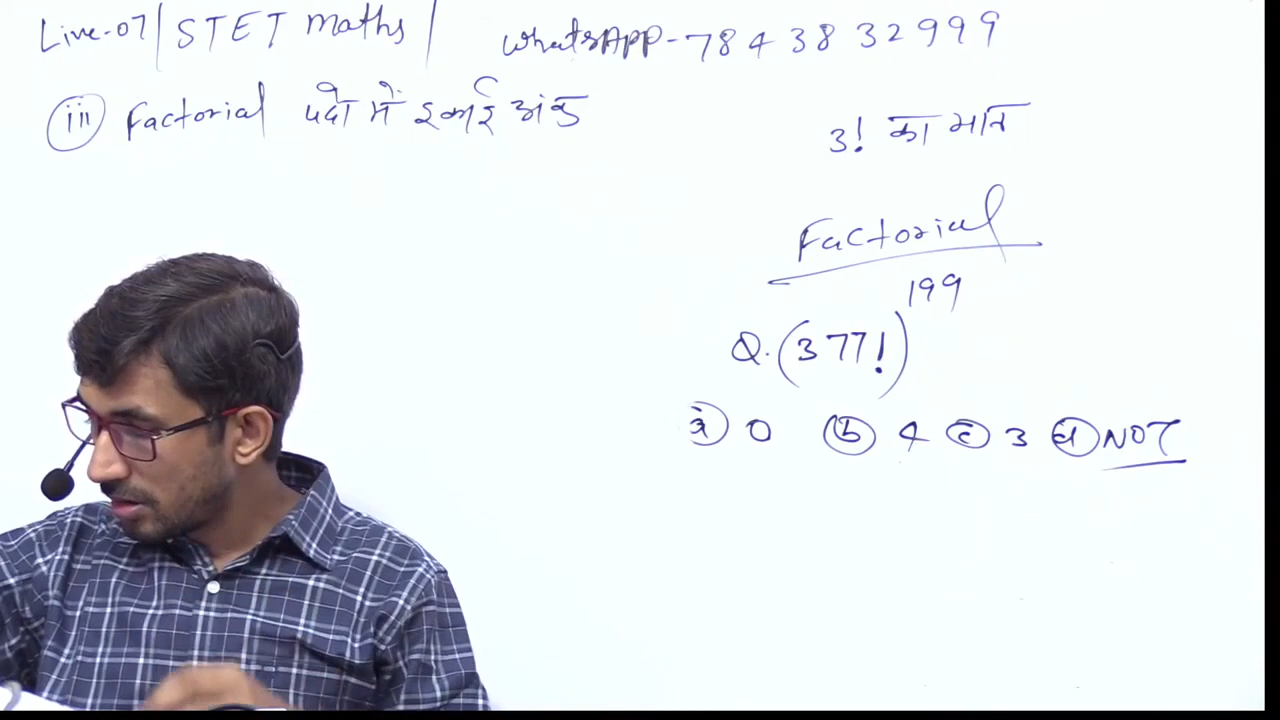 Live-07/STET Maths/ WhatsApp-7843832999
(iii) Factorial पदो में इकाई अंक
3! का मान
Factorial
Q. (377!)¹⁹⁹
(a) 0 (b) 4 (c) 3 (d) NOT